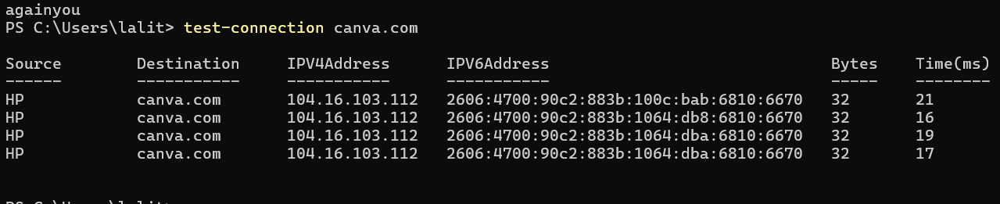 againyou
PS C:\Users\lalit> test-connection canva.com
Source Destination IPV4Address IPV6Address Bytes Time(ms)
------ ----------- ----------- ----------- ----- --------
HP canva.com 104.16.103.112 2606:4700:90c2:883b:100c:bab:6810:6670 32 21
HP canva.com 104.16.103.112 2606:4700:90c2:883b:1064:db8:6810:6670 32 16
HP canva.com 104.16.103.112 2606:4700:90c2:883b:1064:dba:6810:6670 32 19
HP canva.com 104.16.103.112 2606:4700:90c2:883b:1064:dba:6810:6670 32 17
PS C:\Users\lalit>